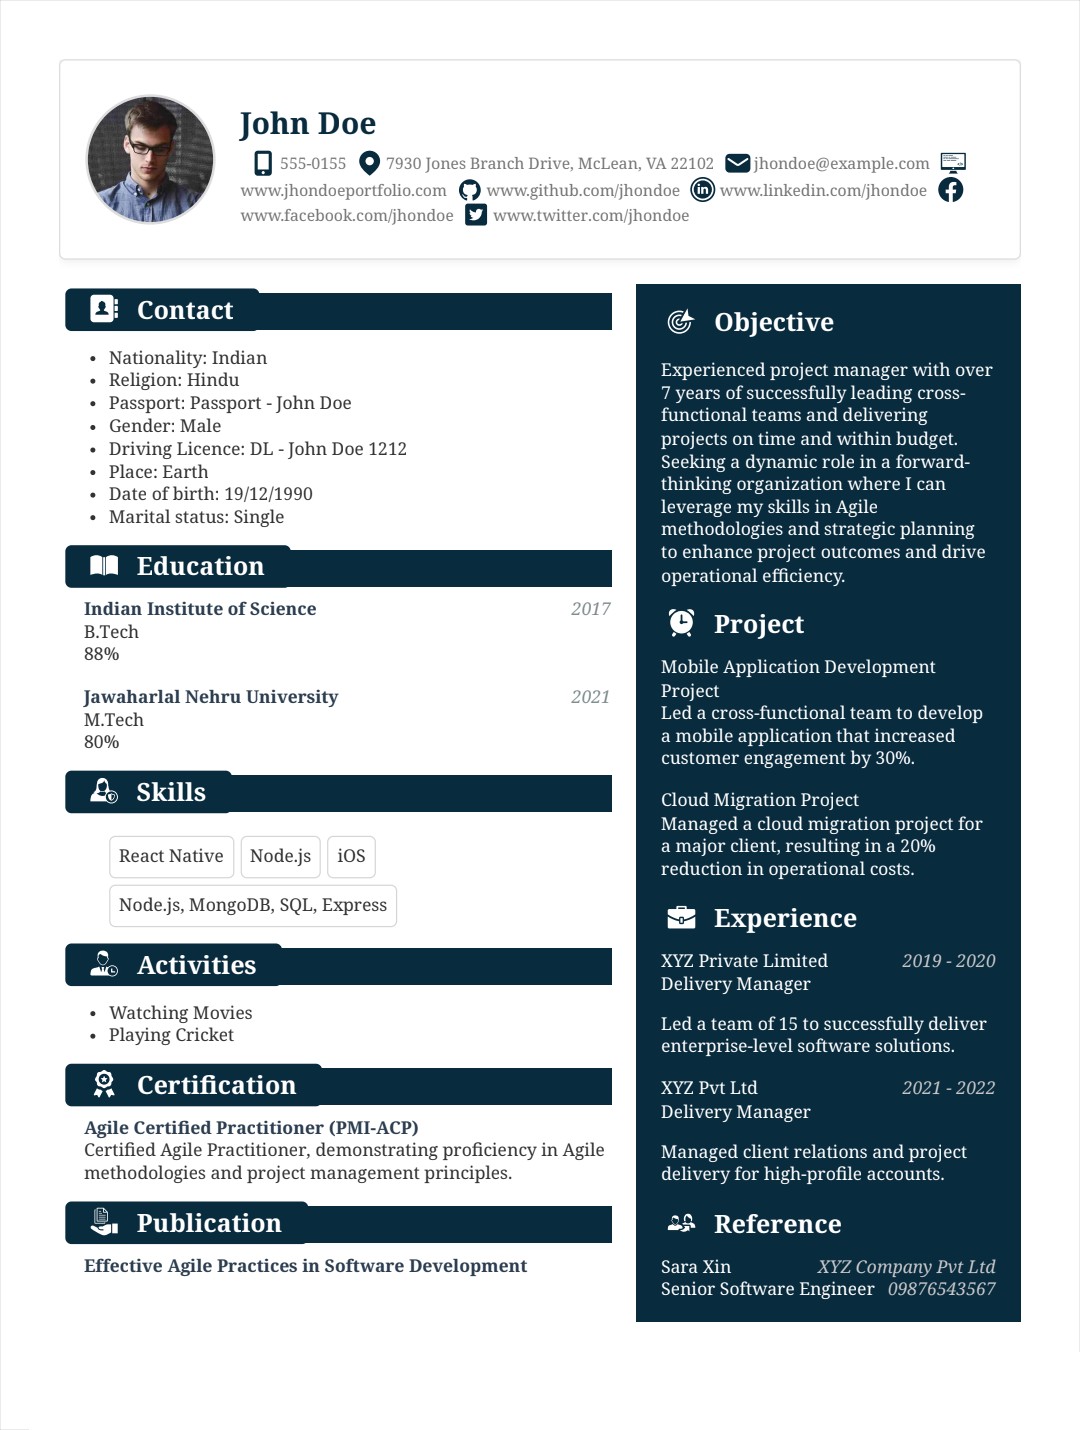 John Doe
555-0155 7930 Jones Branch Drive, McLean, VA 22102 jhondoe@example.com
www.jhondoeportfolio.com www.github.com/jhondoe www.linkedin.com/jhondoe
www.facebook.com/jhondoe www.twitter.com/jhondoe
Contact
• Nationality: Indian
• Religion: Hindu
• Passport: Passport - John Doe
• Gender: Male
• Driving Licence: DL - John Doe 1212
• Place: Earth
• Date of birth: 19/12/1990
• Marital status: Single
Education
Indian Institute of Science 2017
B.Tech
88%
Jawaharlal Nehru University 2021
M.Tech
80%
Skills
React Native Node.js iOS
Node.js, MongoDB, SQL, Express
Activities
• Watching Movies
• Playing Cricket
Certification
Agile Certified Practitioner (PMI-ACP)
Certified Agile Practitioner, demonstrating proficiency in Agile
methodologies and project management principles.
Publication
Effective Agile Practices in Software Development
Objective
Experienced project manager with over
7 years of successfully leading cross-
functional teams and delivering
projects on time and within budget.
Seeking a dynamic role in a forward-
thinking organization where I can
leverage my skills in Agile
methodologies and strategic planning
to enhance project outcomes and drive
operational efficiency.
Project
Mobile Application Development
Project
Led a cross-functional team to develop
a mobile application that increased
customer engagement by 30%.
Cloud Migration Project
Managed a cloud migration project for
a major client, resulting in a 20%
reduction in operational costs.
Experience
XYZ Private Limited 2019 - 2020
Delivery Manager
Led a team of 15 to successfully deliver
enterprise-level software solutions.
XYZ Pvt Ltd 2021 - 2022
Delivery Manager
Managed client relations and project
delivery for high-profile accounts.
Reference
Sara Xin XYZ Company Pvt Ltd
Senior Software Engineer 09876543567